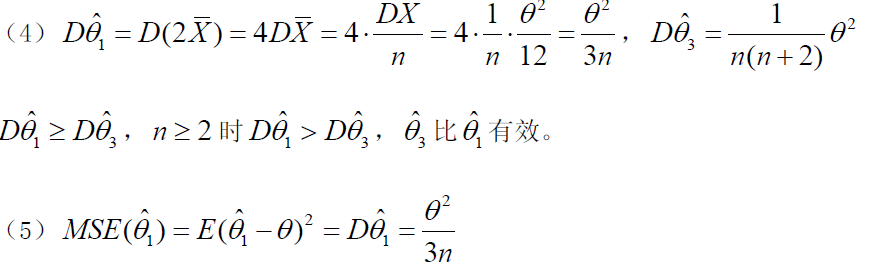 （4） $D\hat{\theta}_1 = D(2\overline{X}) = 4D\overline{X} = 4 \cdot \frac{DX}{n} = 4 \cdot \frac{1}{n} \cdot \frac{\theta^2}{12} = \frac{\theta^2}{3n}$， $D\hat{\theta}_3 = \frac{1}{n(n+2)}\theta^2$
$D\hat{\theta}_1 \geq D\hat{\theta}_3$， $n \geq 2$ 时 $D\hat{\theta}_1 > D\hat{\theta}_3$， $\hat{\theta}_3$ 比 $\hat{\theta}_1$ 有效。
（5） $MSE(\hat{\theta}_1) = E(\hat{\theta}_1 - \theta)^2 = D\hat{\theta}_1 = \frac{\theta^2}{3n}$